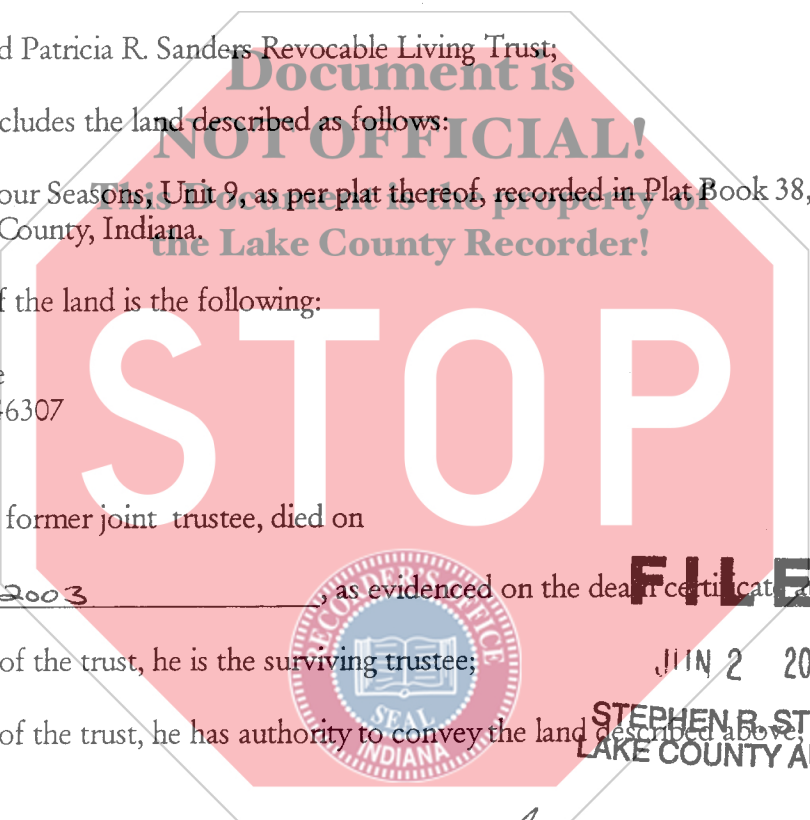 d Patricia R. Sanders Revocable Living Trust;
Document is
cludes the land described as follows:
NOT OFFICIAL!
our Seasons, Unit 9, as per plat thereof, recorded in Plat Book 38,
This Document is the property of
County, Indiana.
the Lake County Recorder!
f the land is the following:
e
46307
STOP
former joint trustee, died on
2003 , as evidenced on the death certificate a
FILE
RECORDER'S OFFICE
of the trust, he is the surviving trustee;
JUN 2 20
SEAL
INDIANA
STEPHEN R. ST
of the trust, he has authority to convey the land described above.
LAKE COUNTY A